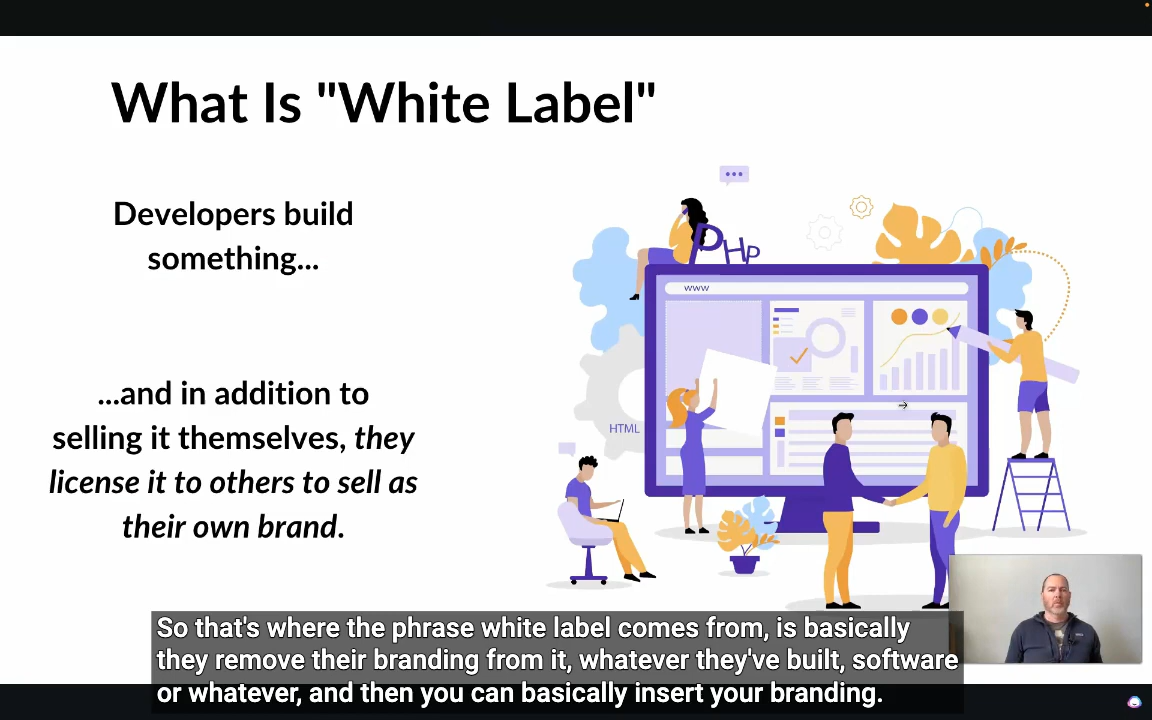 What Is "White Label"
Developers build
something...
...and in addition to
selling it themselves, they
license it to others to sell as
their own brand.
PHP
www
HTML
So that's where the phrase white label comes from, is basically
they remove their branding from it, whatever they've built, software
or whatever, and then you can basically insert your branding.